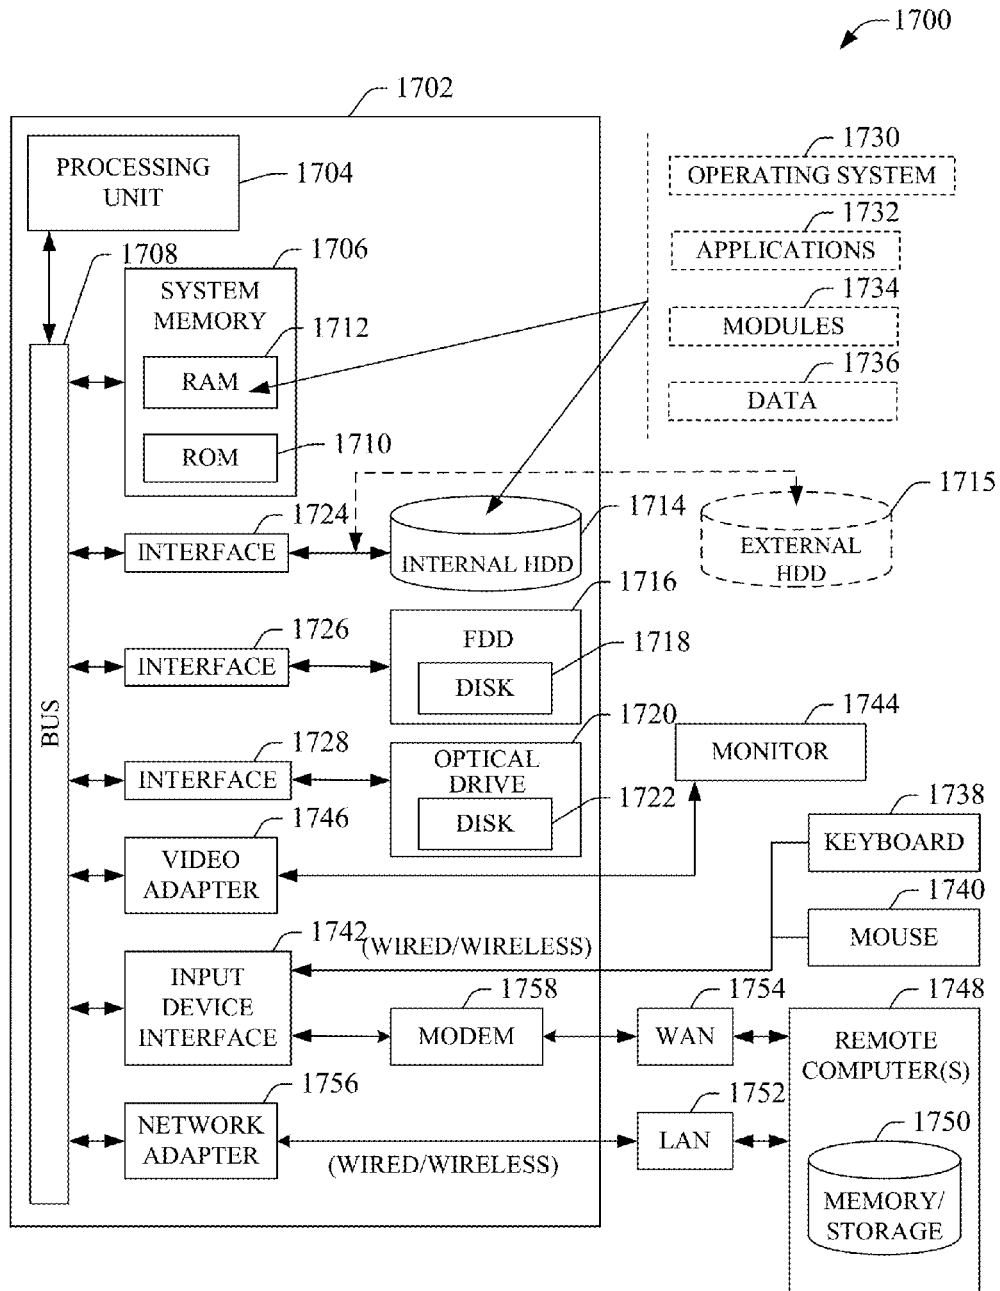 1700
1702
PROCESSING
UNIT
1704
1708
1706
SYSTEM
MEMORY
1712
RAM
1710
ROM
1730
OPERATING SYSTEM
1732
APPLICATIONS
1734
MODULES
1736
DATA
1724
INTERFACE
1714
INTERNAL HDD
1715
EXTERNAL
HDD
1716
FDD
1726
INTERFACE
1718
DISK
BUS
1720
OPTICAL
DRIVE
1728
INTERFACE
1722
DISK
1744
MONITOR
1746
VIDEO
ADAPTER
1738
KEYBOARD
1740
MOUSE
1742
(WIRED/WIRELESS)
INPUT
DEVICE
INTERFACE
1758
MODEM
1754
WAN
1748
REMOTE
COMPUTER(S)
1756
NETWORK
ADAPTER
(WIRED/WIRELESS)
1752
LAN
1750
MEMORY/
STORAGE